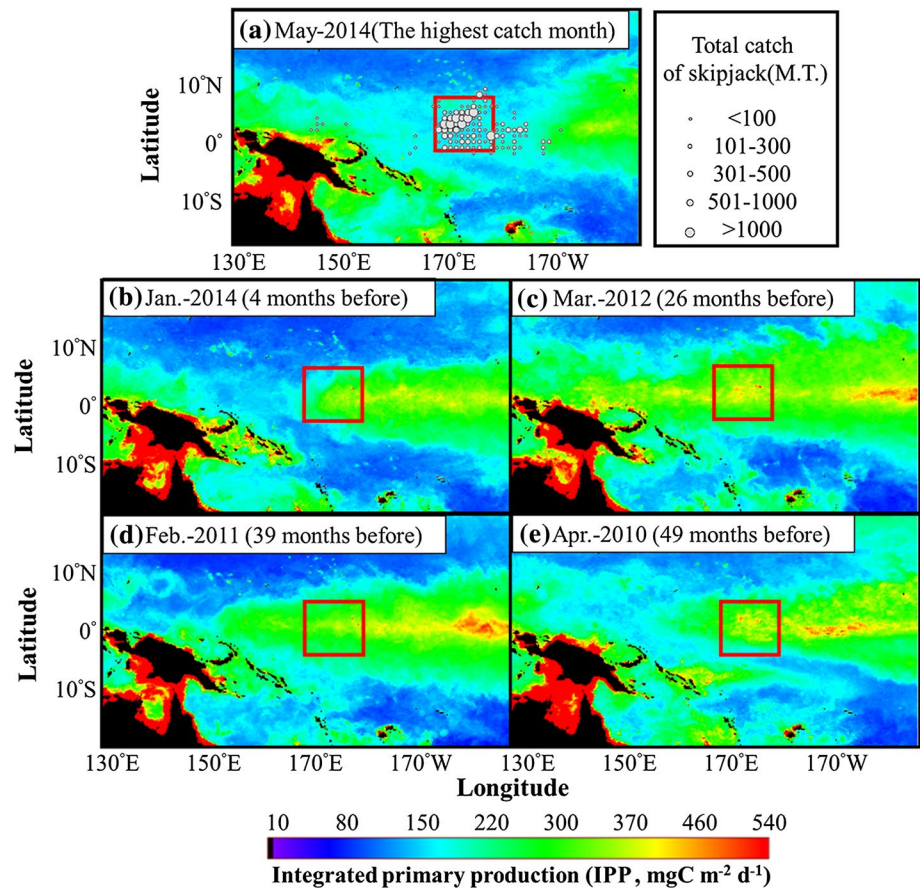 (a) May-2014(The highest catch month)
Total catch
of skipjack(M.T.)
<100
101-300
301-500
501-1000
>1000
Latitude
10°N
0°
10°S
130°E 150°E 170°E 170°W
(b) Jan.-2014 (4 months before)
(c) Mar.-2012 (26 months before)
Latitude
10°N
0°
10°S
(d) Feb.-2011 (39 months before)
(e) Apr.-2010 (49 months before)
Latitude
10°N
0°
10°S
130°E 150°E 170°E 170°W 130°E 150°E 170°E 170°W
Longitude
10 80 150 220 300 370 460 540
Integrated primary production (IPP , mgC m⁻² d⁻¹)